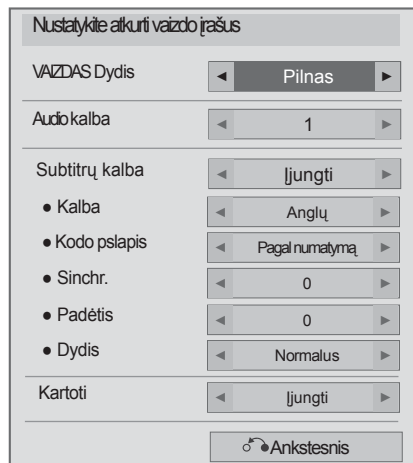 Nustatykite atkurti vaizdo įrašus
VAIZDAS Dydis ◄ Pilnas ►
Audio kalba ◄ 1 ►
Subtitrų kalba ◄ Įjungti ►
● Kalba ◄ Anglų ►
● Kodo pslapis ◄ Pagal numatymą ►
● Sinchr. ◄ 0 ►
● Padėtis ◄ 0 ►
● Dydis ◄ Normalus ►
Kartoti ◄ Įjungti ►
Ankstesnis